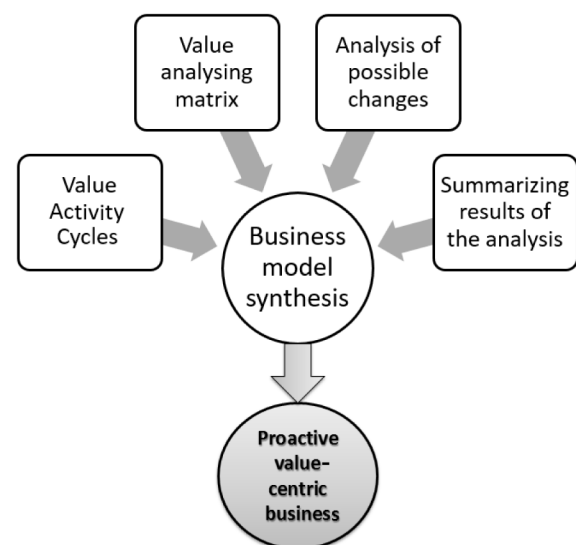 Value
analysing
matrix
Analysis of
possible
changes
Value
Activity
Cycles
Summarizing
results of
the analysis
Business
model
synthesis
Proactive
value-
centric
business